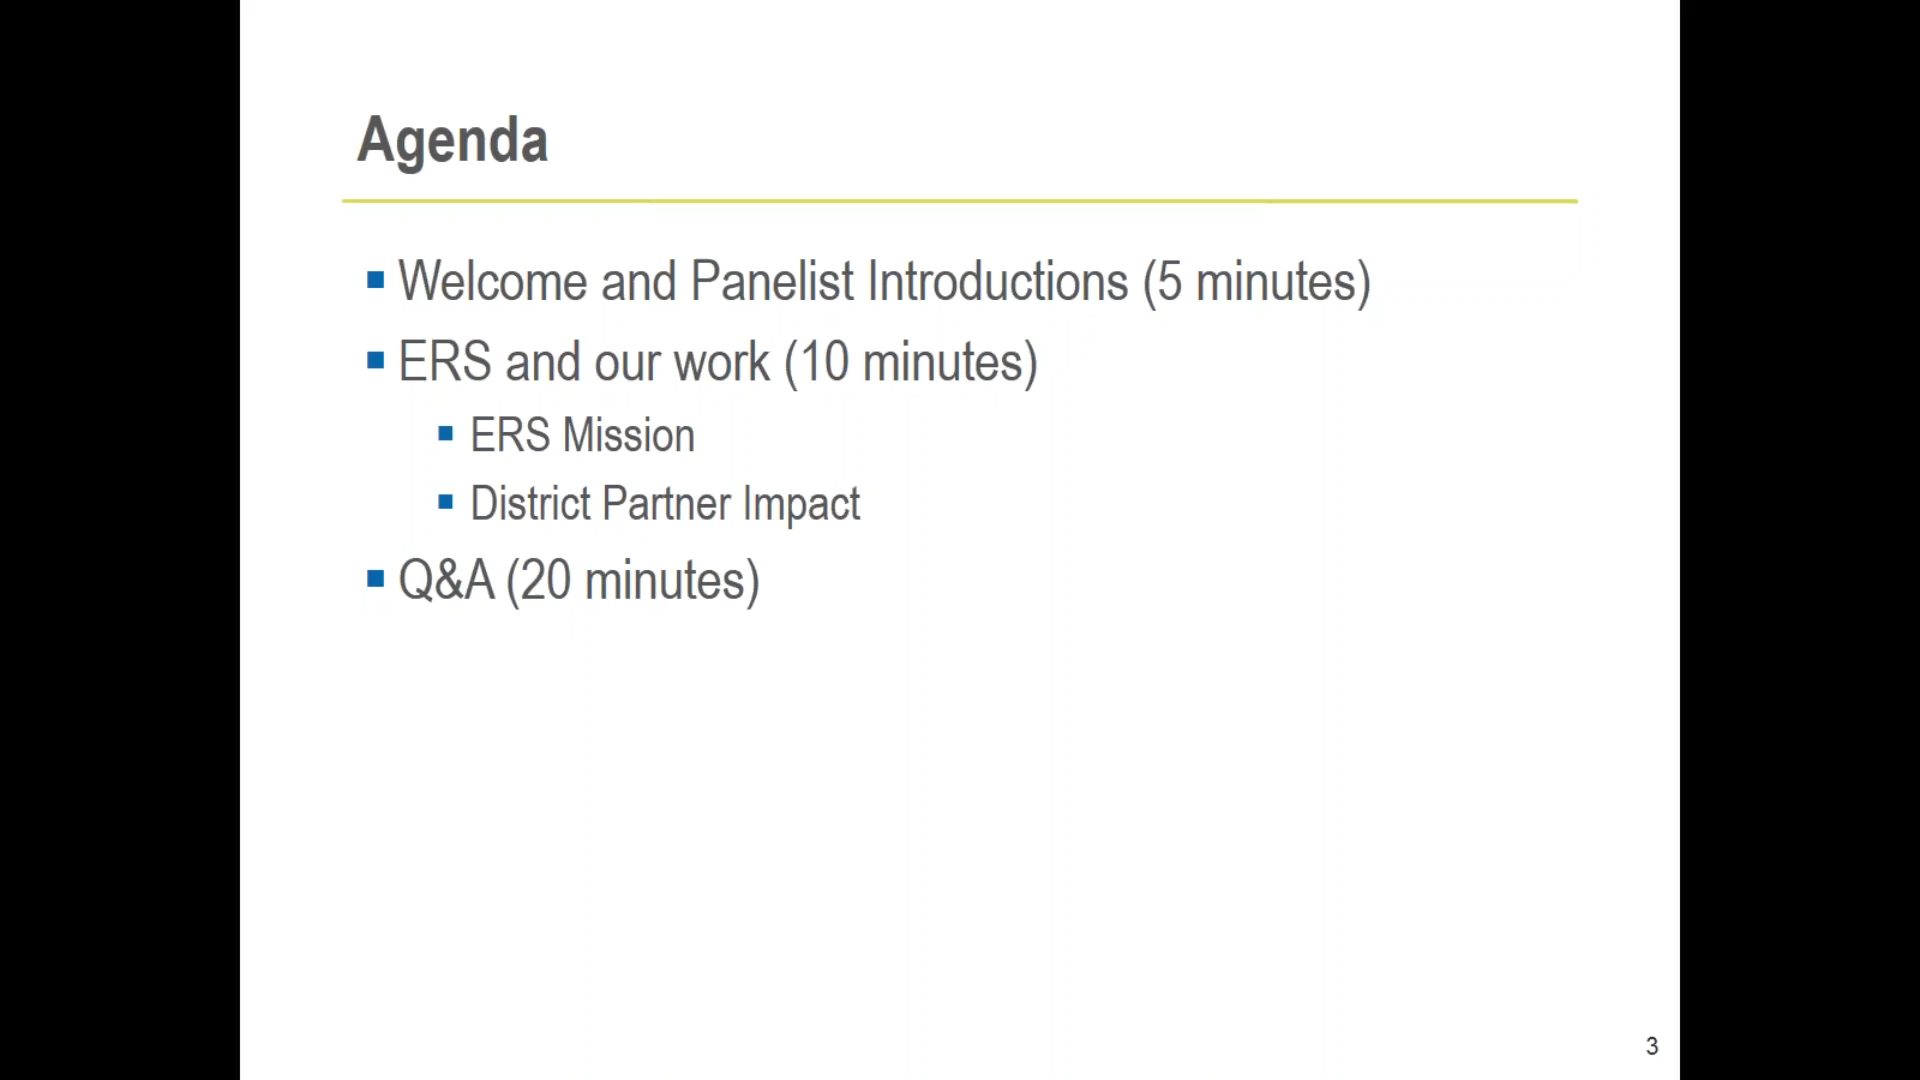 Agenda
Welcome and Panelist Introductions (5 minutes)
ERS and our work (10 minutes)
ERS Mission
District Partner Impact
Q&A (20 minutes)
3